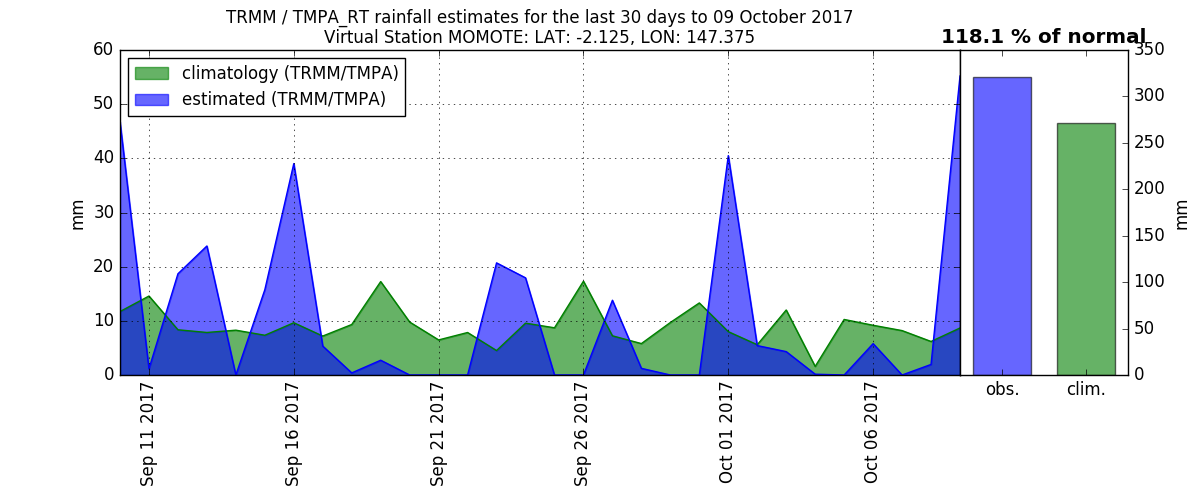 TRMM / TMPA_RT rainfall estimates for the last 30 days to 09 October 2017
Virtual Station MOMOTE: LAT: -2.125, LON: 147.375
118.1 % of normal
climatology (TRMM/TMPA)
estimated (TRMM/TMPA)
60
50
40
30
20
10
0
mm
Sep 11 2017
Sep 16 2017
Sep 21 2017
Sep 26 2017
Oct 01 2017
Oct 06 2017
obs.
clim.
350
300
250
200
150
100
50
0
mm